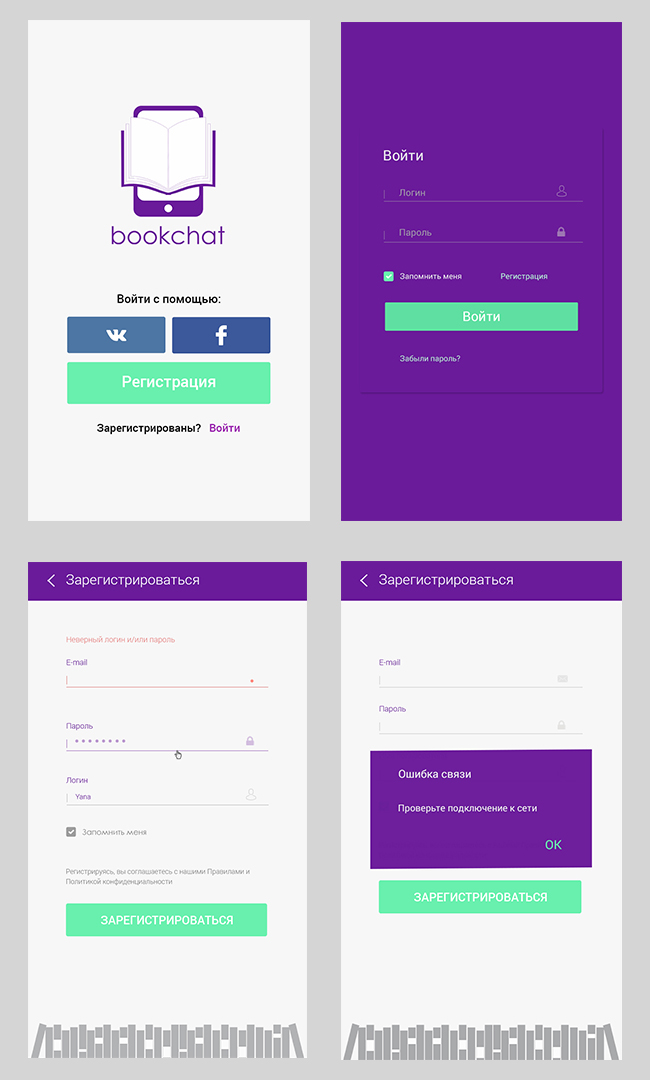 bookchat
Войти с помощью:
Регистрация
Зарегистрированы? Войти
Войти
Логин
Пароль
Запомнить меня Регистрация
Войти
Забыли пароль?
Зарегистрироваться
Неверный логин и/или пароль
E-mail
Пароль
Логин
Yana
Запомнить меня
Регистрируясь, вы соглашаетесь с нашими Правилами и
Политикой конфиденциальности
ЗАРЕГИСТРИРОВАТЬСЯ
Зарегистрироваться
E-mail
Пароль
Ошибка связи
Проверьте подключение к сети
ОК
ЗАРЕГИСТРИРОВАТЬСЯ